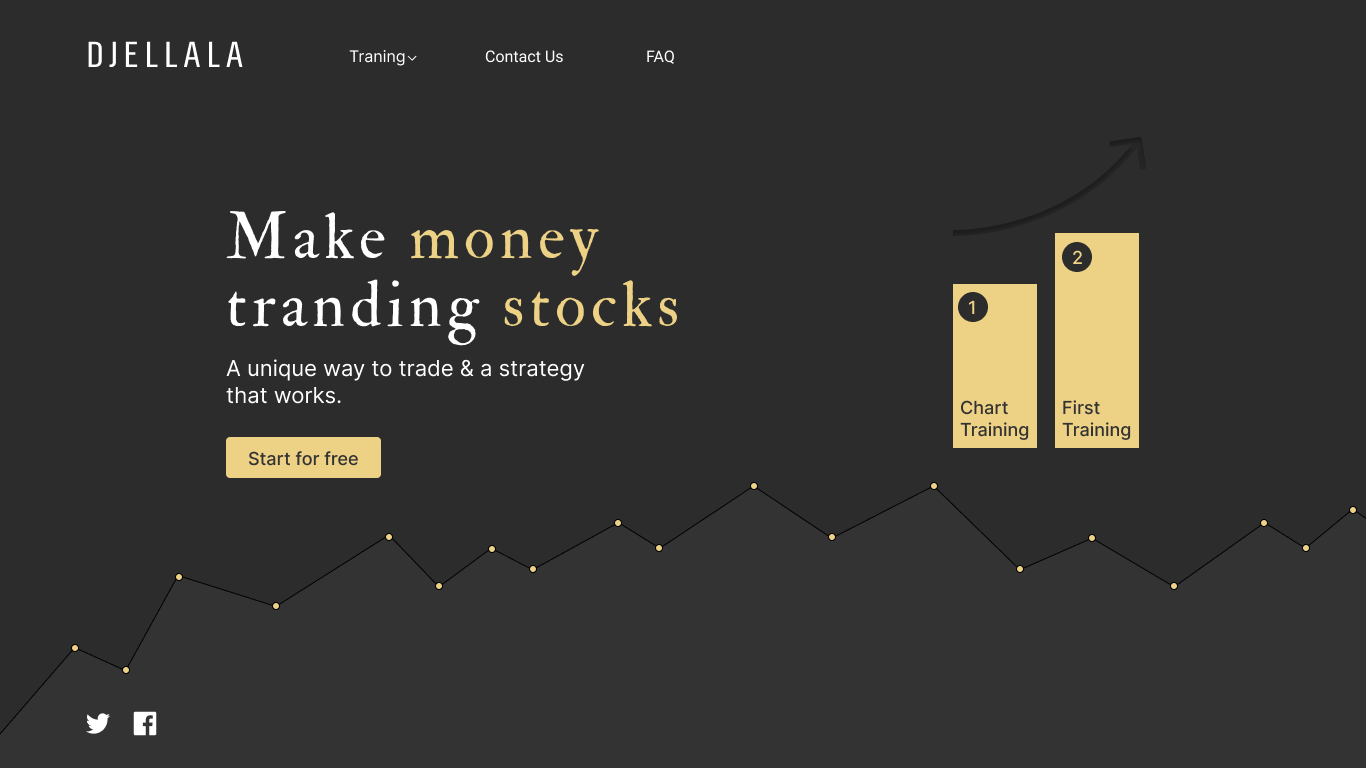 DJELLALA
Traning
Contact Us
FAQ
Make money
tranding stocks
A unique way to trade & a strategy
that works.
Start for free
1
Chart
Training
2
First
Training